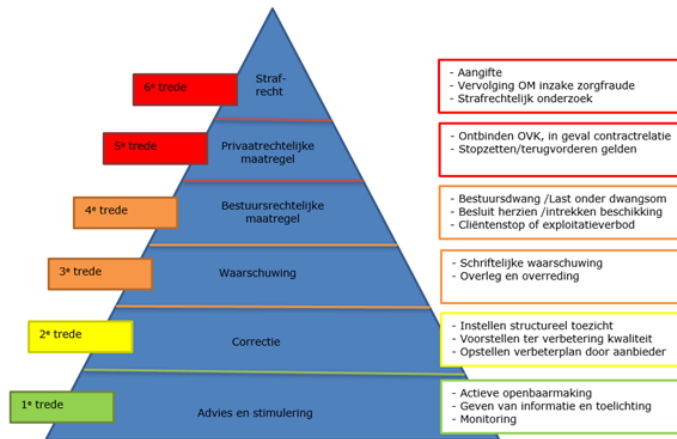 6e trede
Straf-
recht
- Aangifte
- Vervolging OM inzake zorgfraude
- Strafrechtelijk onderzoek
5e trede
Privaatrechtelijke
maatregel
- Ontbinden OVK, in geval contractrelatie
- Stopzetten/terugvorderen gelden
4e trede
Bestuursrechtelijke
maatregel
- Bestuursdwang /Last onder dwangsom
- Besluit herzien /intrekken beschikking
- Cliëntenstop of exploitatieverbod
3e trede
Waarschuwing
- Schriftelijke waarschuwing
- Overleg en overreding
2e trede
Correctie
- Instellen structureel toezicht
- Voorstellen ter verbetering kwaliteit
- Opstellen verbeterplan door aanbieder
1e trede
Advies en stimulering
- Actieve openbaarmaking
- Geven van informatie en toelichting
- Monitoring